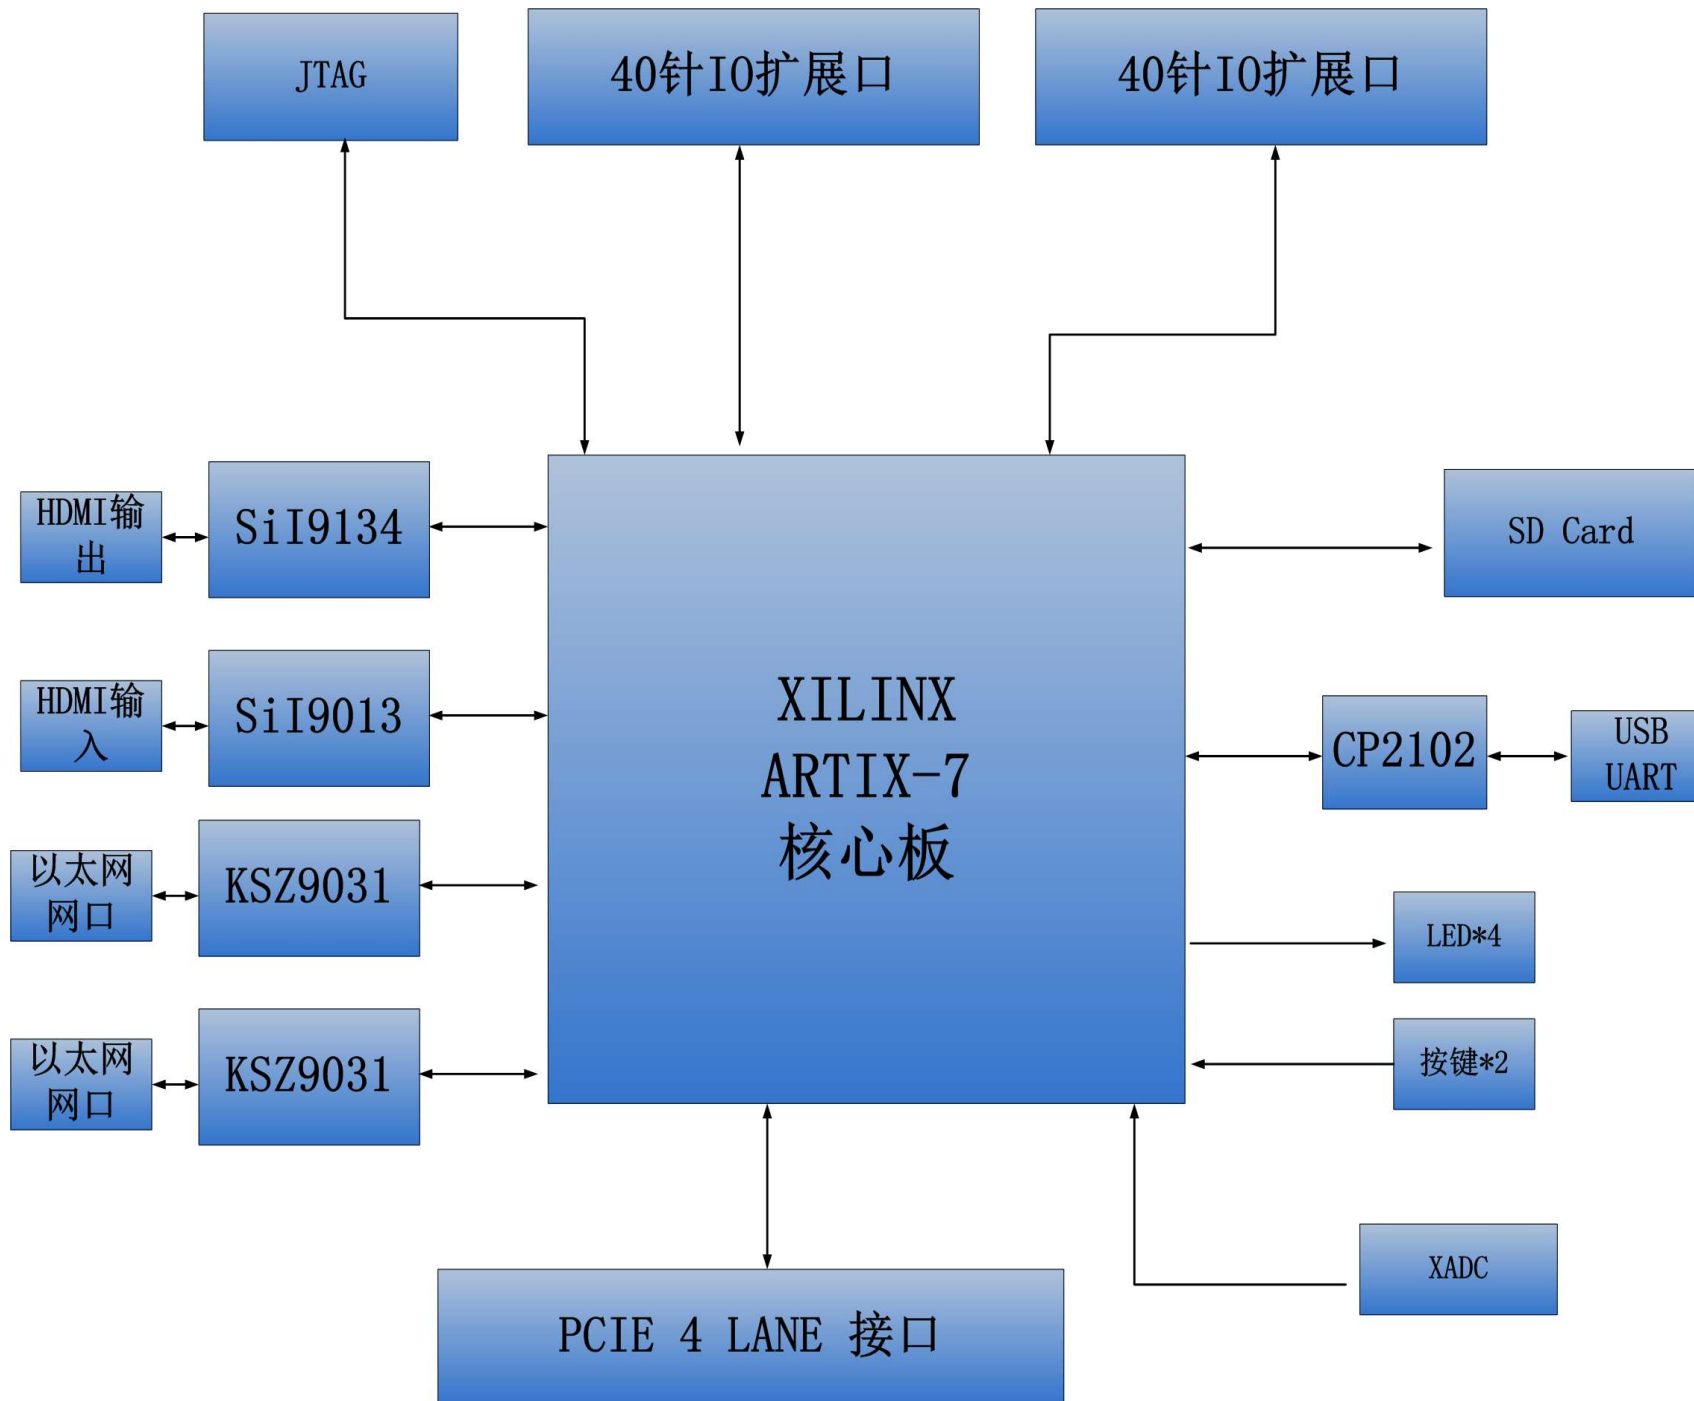 JTAG
40针IO扩展口
40针IO扩展口
HDMI输
出
SiI9134
SD Card
HDMI输
入
SiI9013
XILINX
ARTIX-7
核心板
CP2102
USB
UART
以太网
网口
KSZ9031
LED*4
以太网
网口
KSZ9031
按键*2
XADC
PCIE 4 LANE 接口